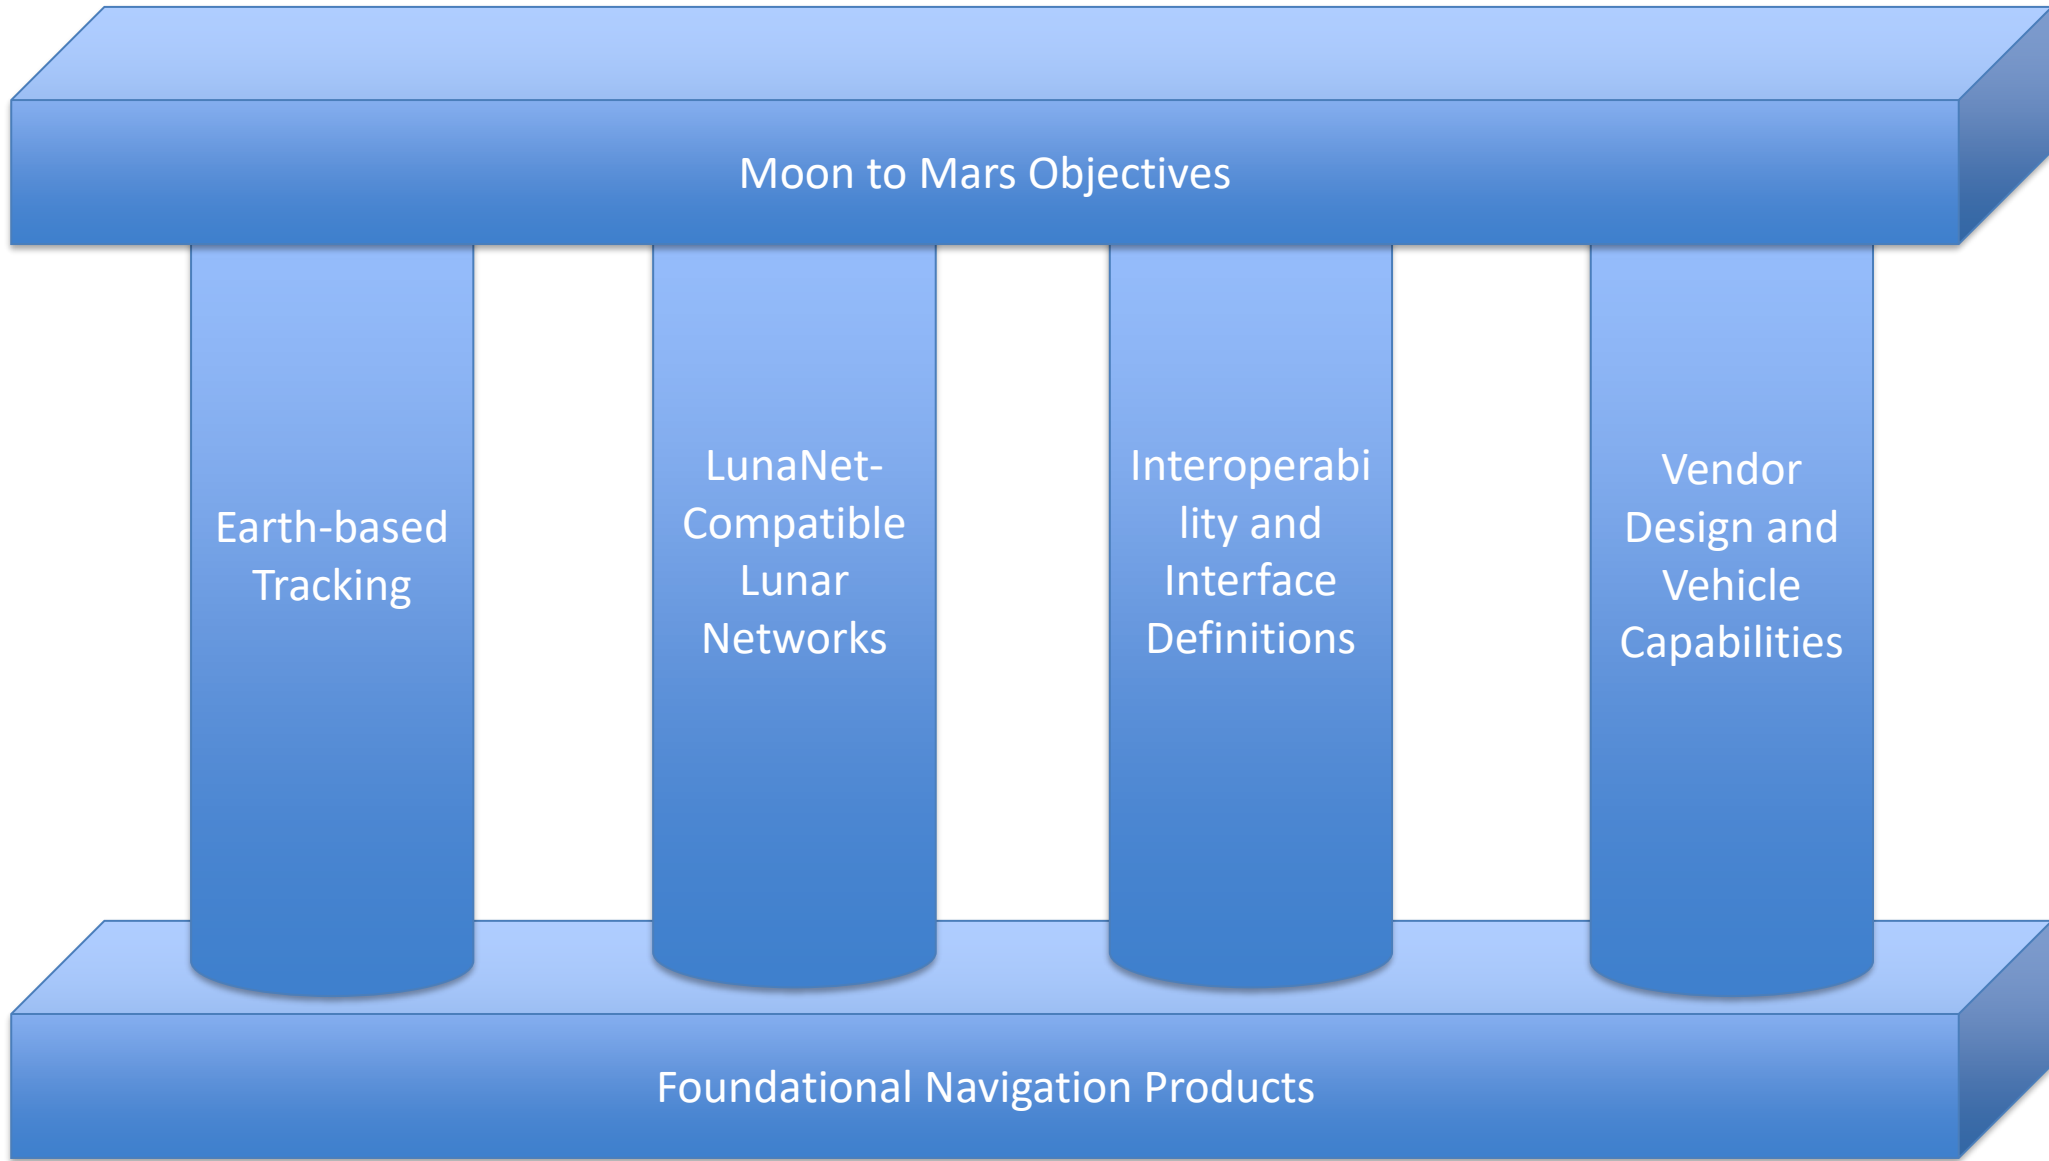 Moon to Mars Objectives
Earth-based
Tracking
LunaNet-
Compatible
Lunar
Networks
Interoperabi
lity and
Interface
Definitions
Vendor
Design and
Vehicle
Capabilities
Foundational Navigation Products